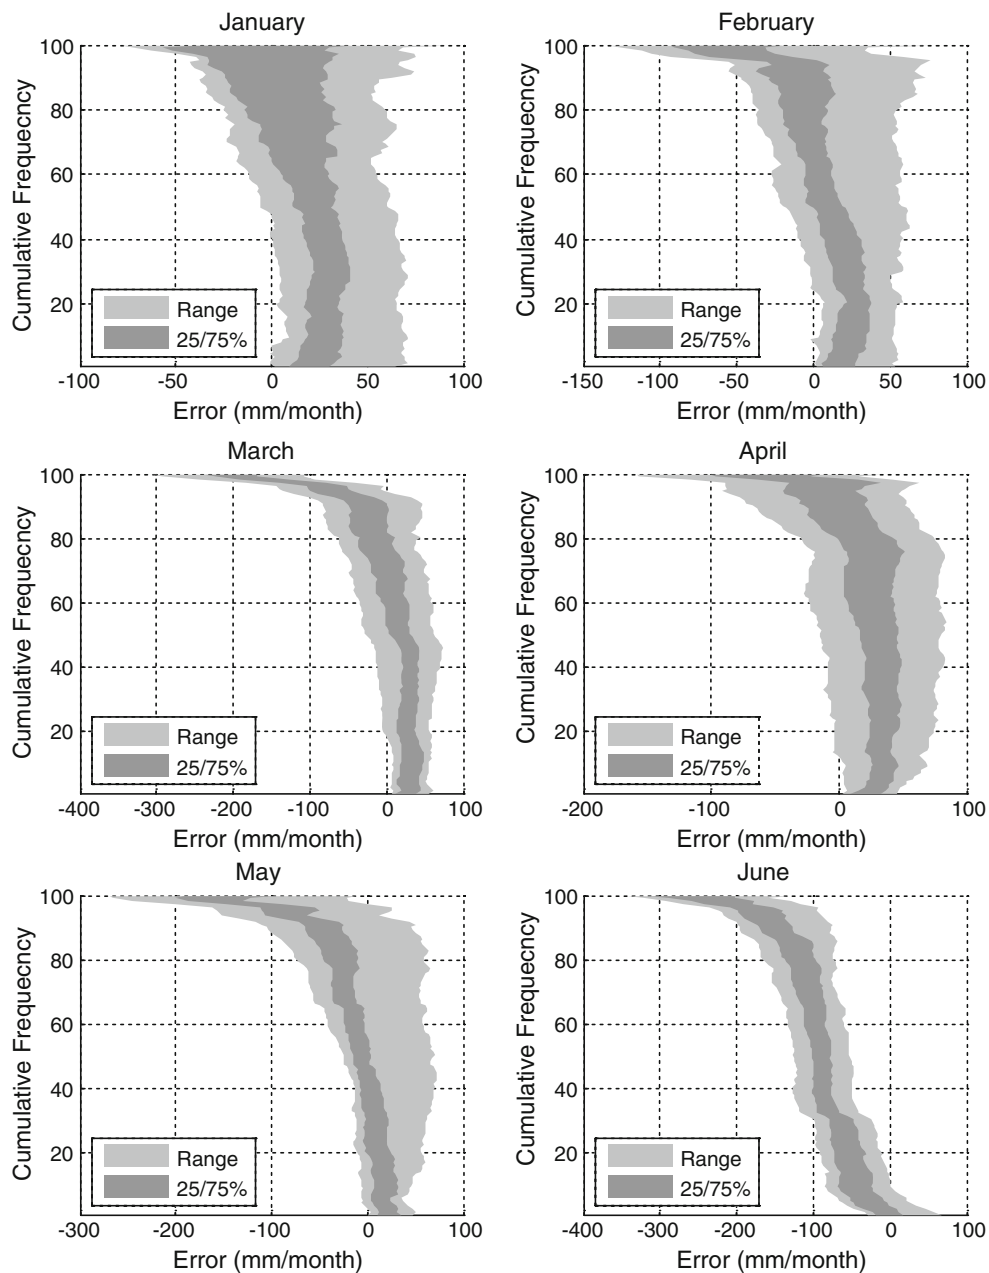 January
Cumulative Frequecncy
100
80
60
40
20
Range
25/75%
-100 -50 0 50 100
Error (mm/month)
February
Cumulative Frequecncy
100
80
60
40
20
Range
25/75%
-150 -100 -50 0 50 100
Error (mm/month)
March
Cumulative Frequecncy
100
80
60
40
20
Range
25/75%
-400 -300 -200 -100 0 100
Error (mm/month)
April
Cumulative Frequecncy
100
80
60
40
20
Range
25/75%
-200 -100 0 100
Error (mm/month)
May
Cumulative Frequecncy
100
80
60
40
20
Range
25/75%
-300 -200 -100 0 100
Error (mm/month)
June
Cumulative Frequecncy
100
80
60
40
20
Range
25/75%
-400 -300 -200 -100 0 100
Error (mm/month)